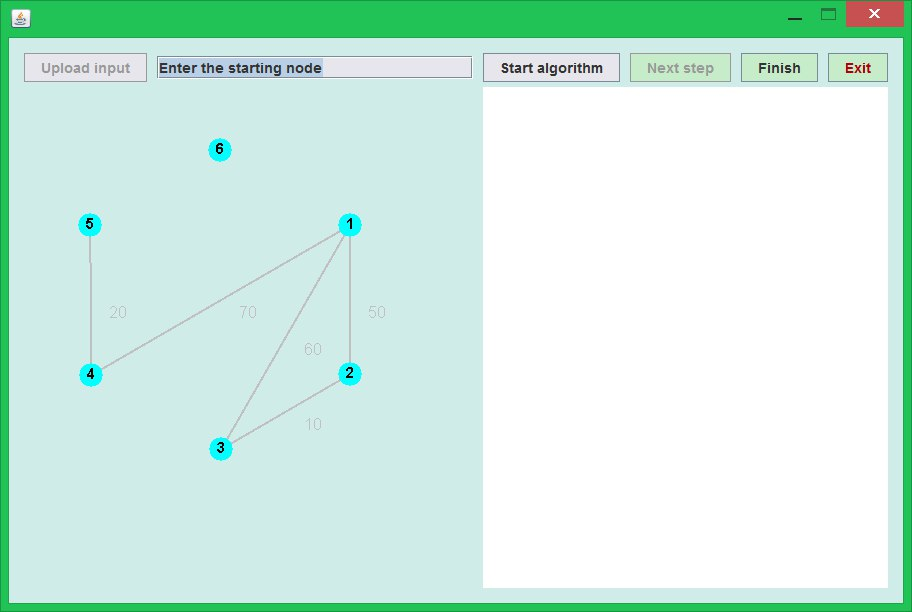 Upload input
Enter the starting node
Start algorithm
Next step
Finish
Exit
6
5
1
20
70
50
60
4
2
10
3